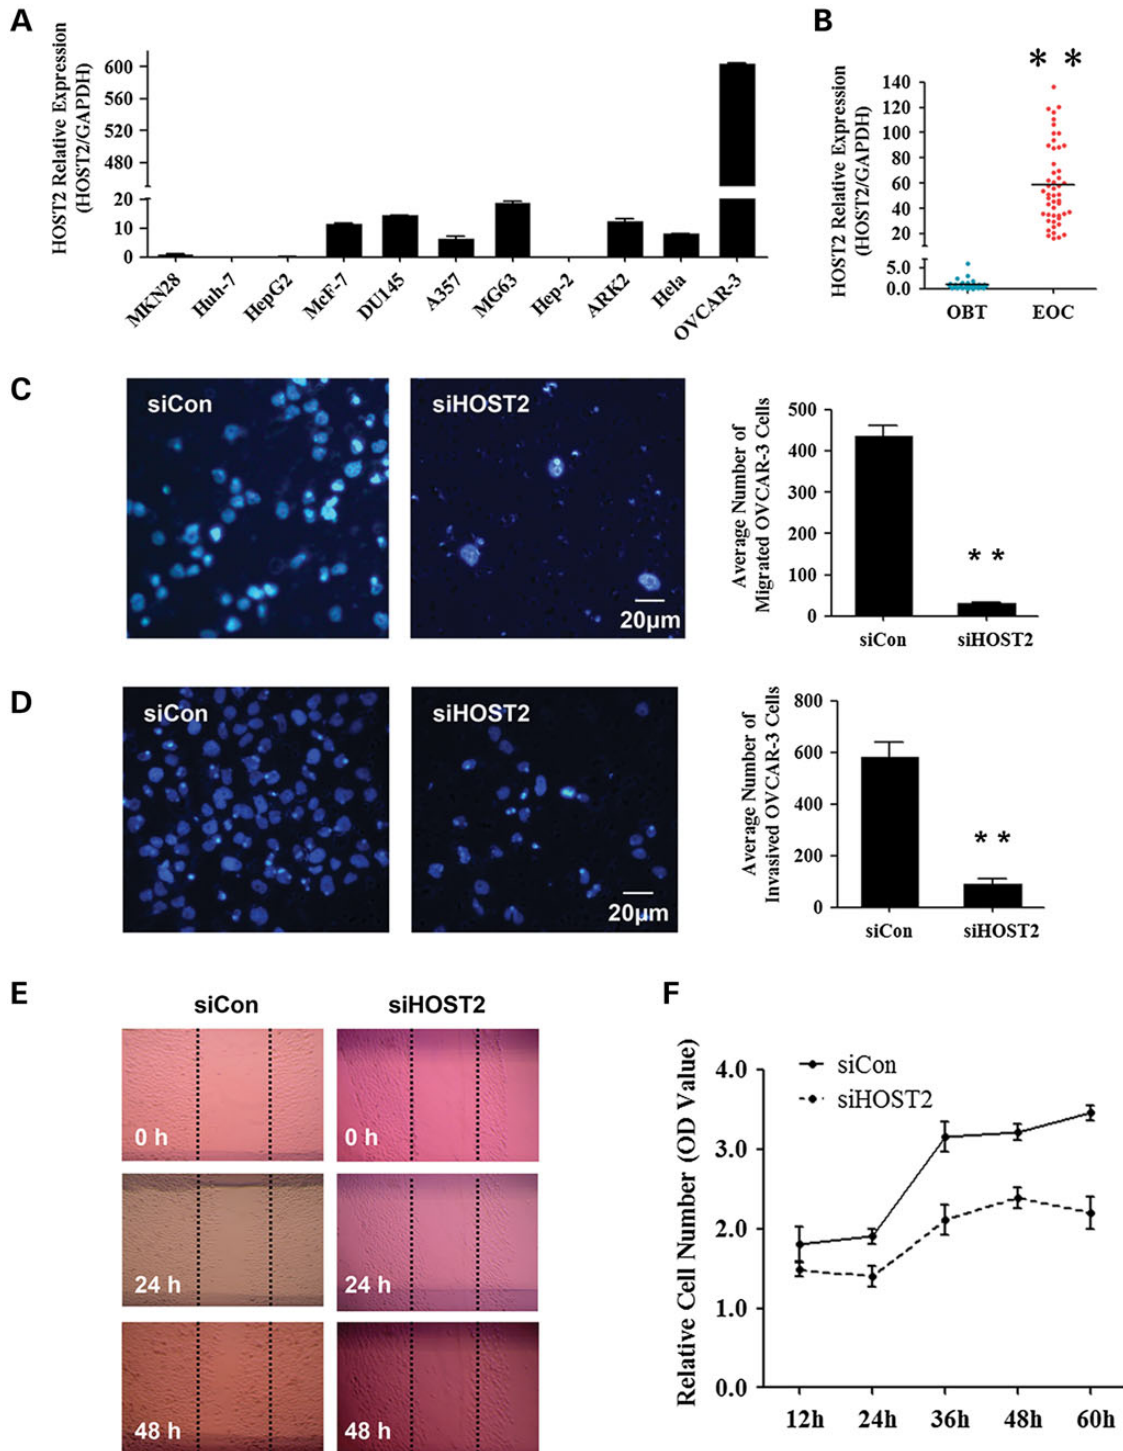 A
HOST2 Relative Expression
(HOST2/GAPDH)
600
560
520
480
20
10
0
MKN28
Huh-7
HepG2
McF-7
DU145
A357
MG63
Hep-2
ARK2
Hela
OVCAR-3
B
HOST2 Relative Expression
(HOST2/GAPDH)
* *
140
120
100
80
60
40
20
5.0
0.0
OBT
EOC
C
siCon
siHOST2
20μm
Average Number of
Migrated OVCAR-3 Cells
500
400
300
200
100
0
* *
siCon
siHOST2
D
siCon
siHOST2
20μm
Average Number of
Invasived OVCAR-3 Cells
800
600
400
200
0
* *
siCon
siHOST2
E
siCon
siHOST2
0 h
0 h
24 h
24 h
48 h
48 h
F
Relative Cell Number (OD Value)
siCon
siHOST2
4.0
3.0
2.0
1.0
0.0
12h
24h
36h
48h
60h